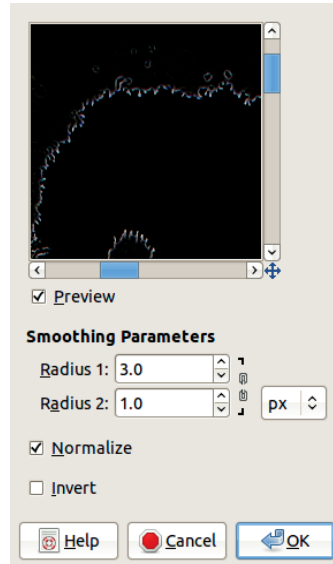 Preview
Smoothing Parameters
Radius 1: 3.0
Radius 2: 1.0 px
Normalize
Invert
Help Cancel OK